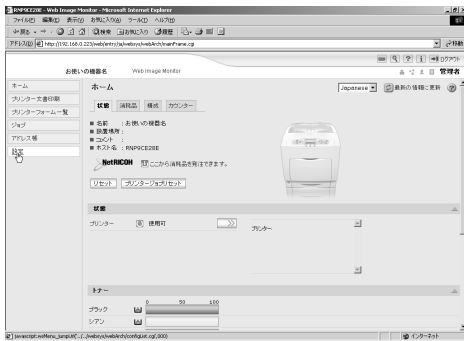 RNP9CE28E - Web Image Monitor - Microsoft Internet Explorer
ファイル(F) 編集(E) 表示(V) お気に入り(A) ツール(T) ヘルプ(H)
戻る 検索 お気に入り 履歴
アドレス(D) http://192.168.0.223/web/entry/ja/websys/webArch/mainFrame.cgi 移動
ログアウト
お使いの機器名 Web Image Monitor 管理者
ホーム
プリンター文書印刷
プリンターフォーム一覧
ジョブ
アドレス帳
設定
ホーム Japanese 最新の情報に更新
状態 消耗品 構成 カウンター
名前 : お使いの機器名
設置場所 :
コメント :
ホスト名 : RNP9CE28E
NetRICOH ここから消耗品を発注できます。
リセット プリンタージョブリセット
状態
プリンター 使用可
プリンター:
トナー
0 50 100
ブラック
シアン
javascript:wsMenu_jumpUrl('../../websys/webArch/configList.cgi',000) インターネット